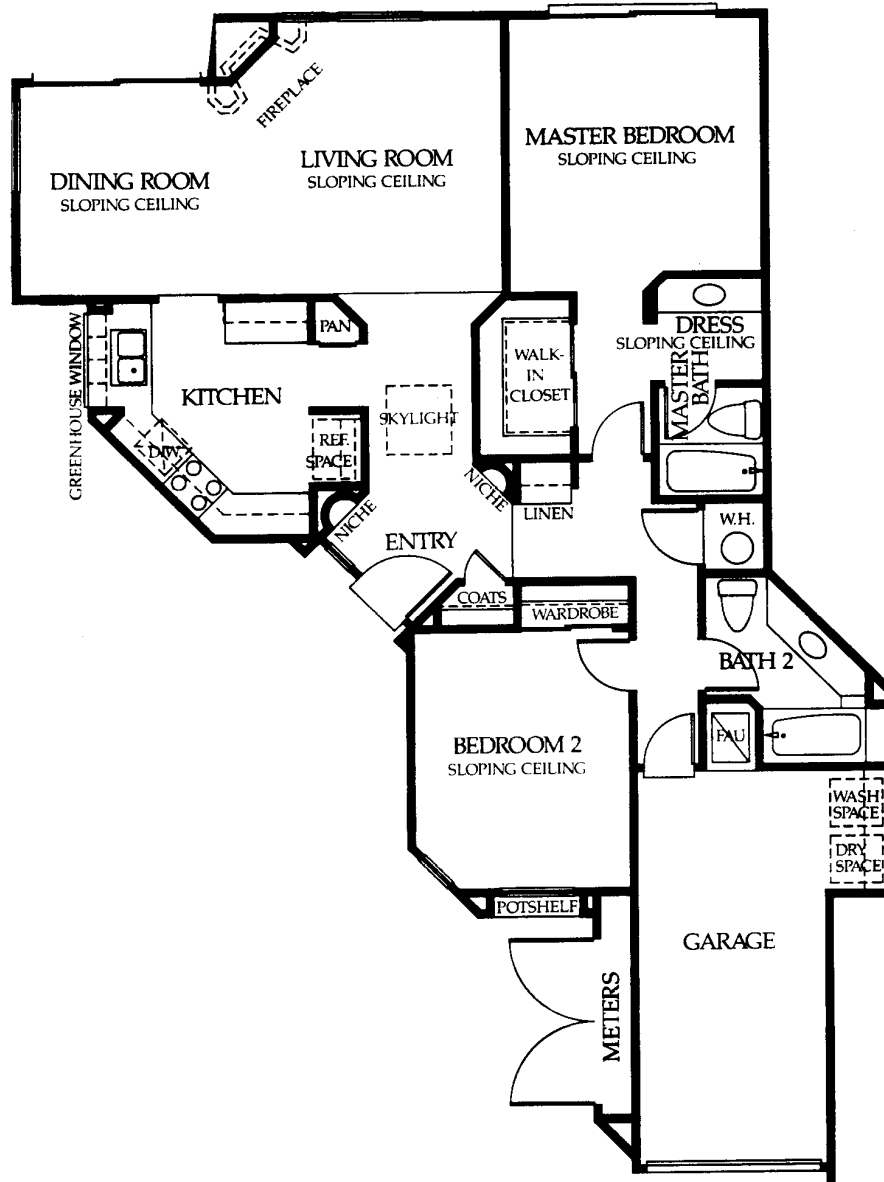 FIREPLACE
MASTER BEDROOM
SLOPING CEILING
LIVING ROOM
SLOPING CEILING
DINING ROOM
SLOPING CEILING
PAN
DRESS
SLOPING CEILING
MASTER
BATH
WALK-
IN
CLOSET
GREENHOUSE WINDOW
KITCHEN
SKYLIGHT
D/W
REF.
SPACE
NICHE
NICHE
LINEN
W.H.
ENTRY
COATS
WARDROBE
BATH 2
BEDROOM 2
SLOPING CEILING
FAU
WASH
SPACE
DRY
SPACE
POTSHELF
GARAGE
METERS